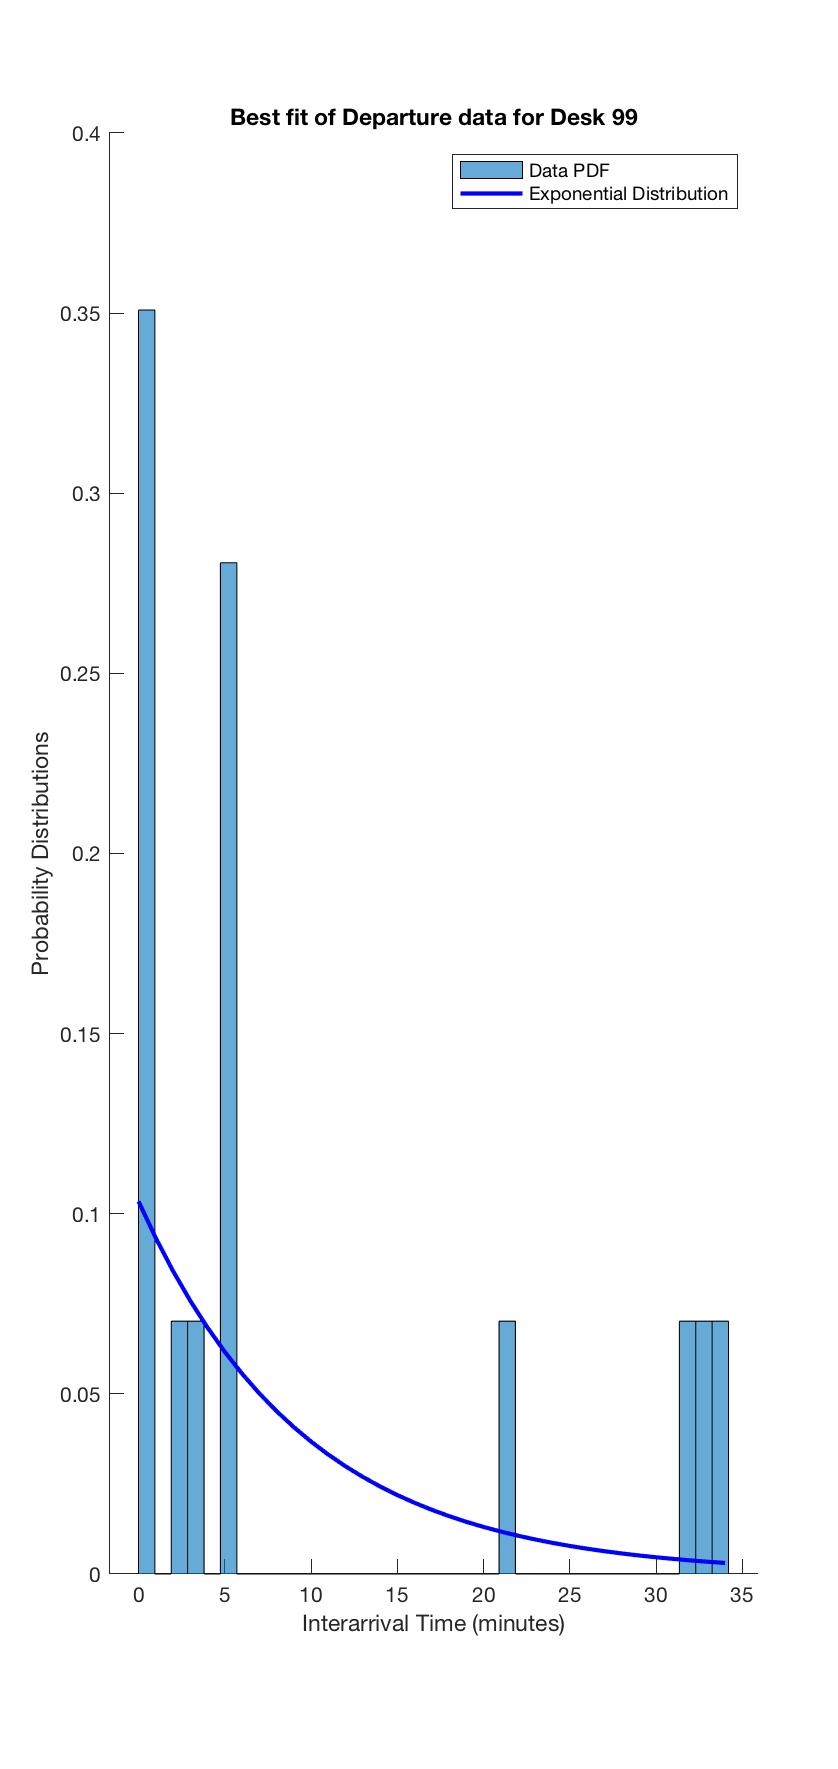 Best fit of Departure data for Desk 99
Data PDF
Exponential Distribution
0.4
0.35
0.3
0.25
0.2
0.15
0.1
0.05
0
Probability Distributions
0 5 10 15 20 25 30 35
Interarrival Time (minutes)